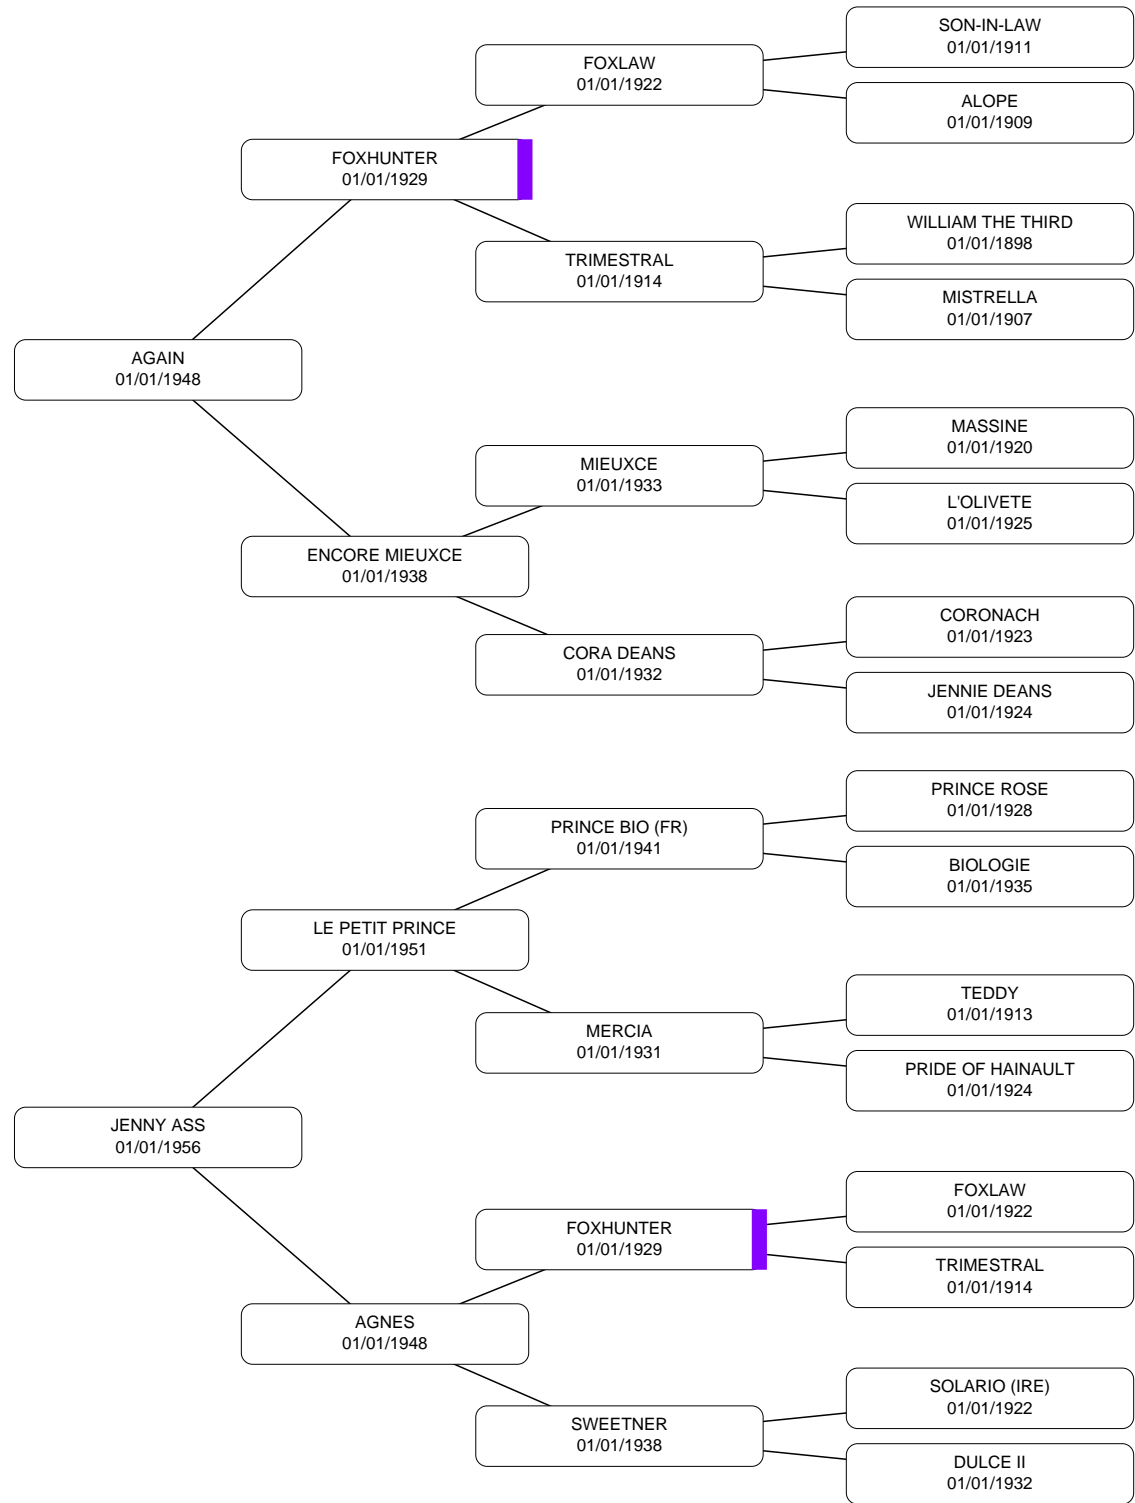 SON-IN-LAW
01/01/1911
FOXLAW
01/01/1922
ALOPE
01/01/1909
FOXHUNTER
01/01/1929
WILLIAM THE THIRD
01/01/1898
TRIMESTRAL
01/01/1914
MISTRELLA
01/01/1907
AGAIN
01/01/1948
MASSINE
01/01/1920
MIEUXCE
01/01/1933
L'OLIVETE
01/01/1925
ENCORE MIEUXCE
01/01/1938
CORONACH
01/01/1923
CORA DEANS
01/01/1932
JENNIE DEANS
01/01/1924
PRINCE ROSE
01/01/1928
PRINCE BIO (FR)
01/01/1941
BIOLOGIE
01/01/1935
LE PETIT PRINCE
01/01/1951
TEDDY
01/01/1913
MERCIA
01/01/1931
PRIDE OF HAINAULT
01/01/1924
JENNY ASS
01/01/1956
FOXLAW
01/01/1922
FOXHUNTER
01/01/1929
TRIMESTRAL
01/01/1914
AGNES
01/01/1948
SOLARIO (IRE)
01/01/1922
SWEETNER
01/01/1938
DULCE II
01/01/1932